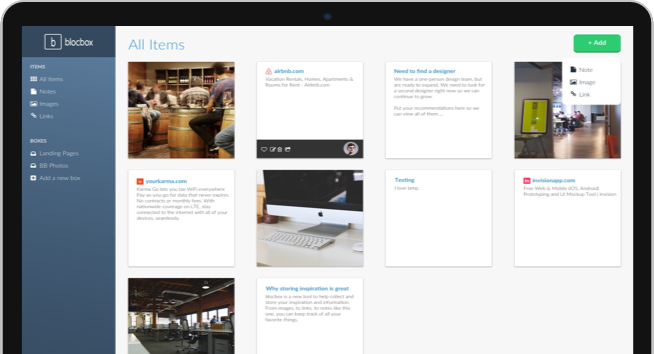 b blocbox
All Items
+ Add
ITEMS
All Items
Notes
Images
Links
BOXES
Landing Pages
BB Photos
Add a new box
Note
Image
Link
airbnb.com
Vacation Rentals, Homes, Apartments &
Rooms for Rent - Airbnb.com
Need to find a designer
We have a one-person design team, but
are ready to expand. We need to look for
a second designer right now so we can
continue to grow.
Put your recommendations here so we
can view all of them...
yourkarma.com
Karma Go lets you tap WiFi everywhere
Pay as you go for data that never expires.
No contracts or monthly fees. With
nationwide coverage on LTE, stay
connected to the internet with all of your
devices, seamlessly.
Testing
I love lamp.
invisionapp.com
Free Web & Mobile (iOS, Android)
Prototyping and UI Mockup Tool | InVision
Why storing inspiration is great
Blocbox is a new tool to help collect and
store your inspiration and information.
From images, to links, to notes like this
one, you can keep track of all your
favorite things.